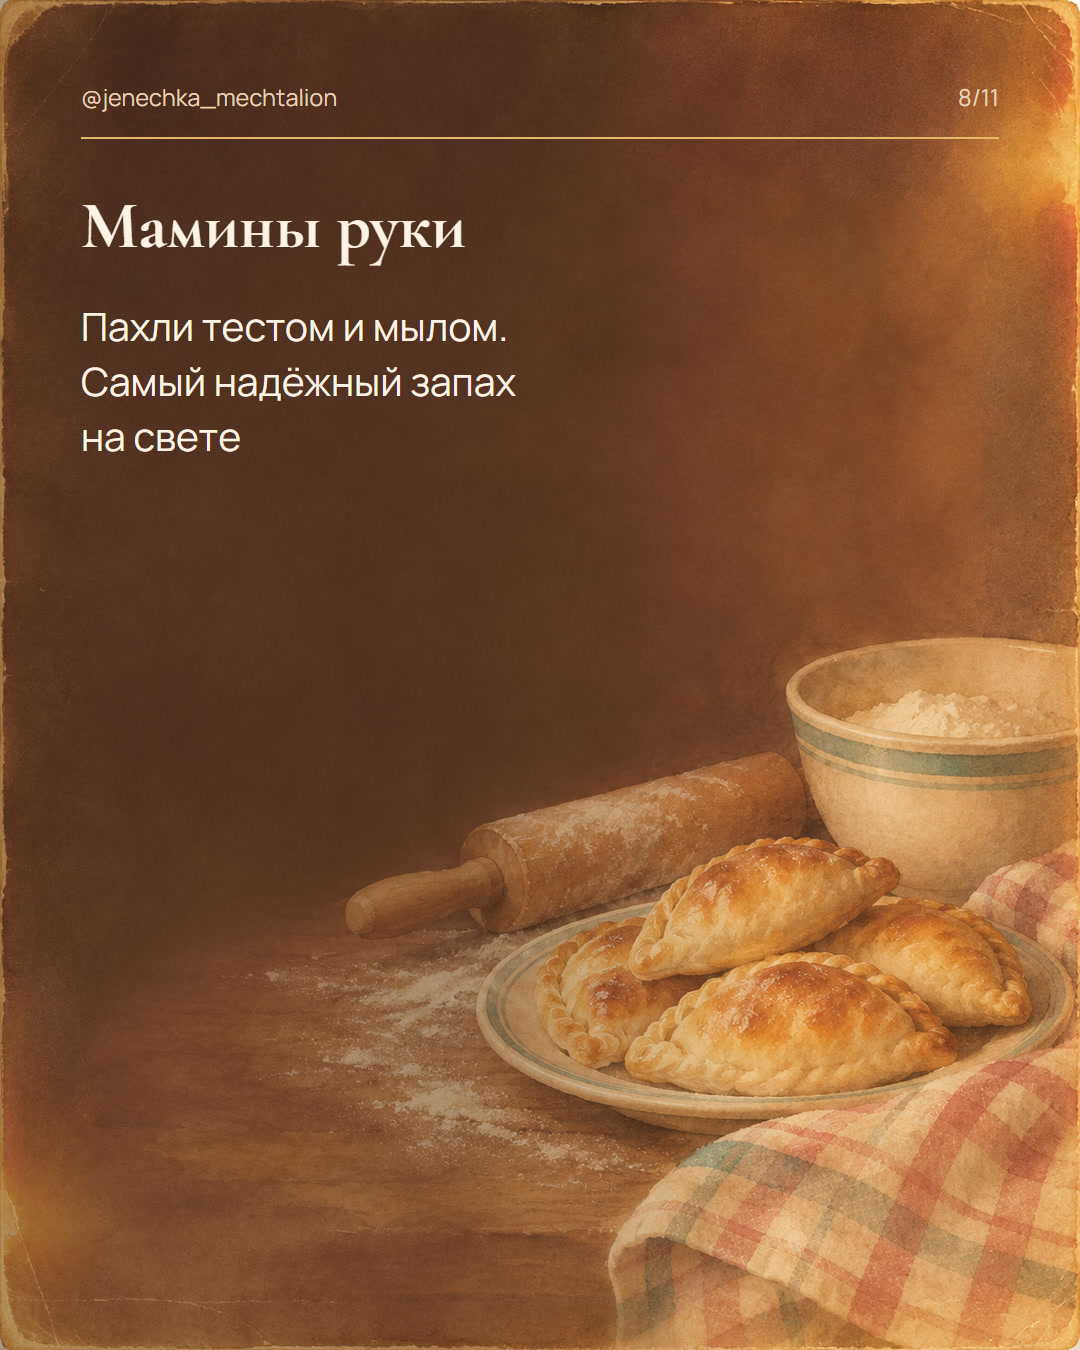 @jenechka_mechtalion
8/11
Мамины руки
Пахли тестом и мылом.
Самый надёжный запах
на свете